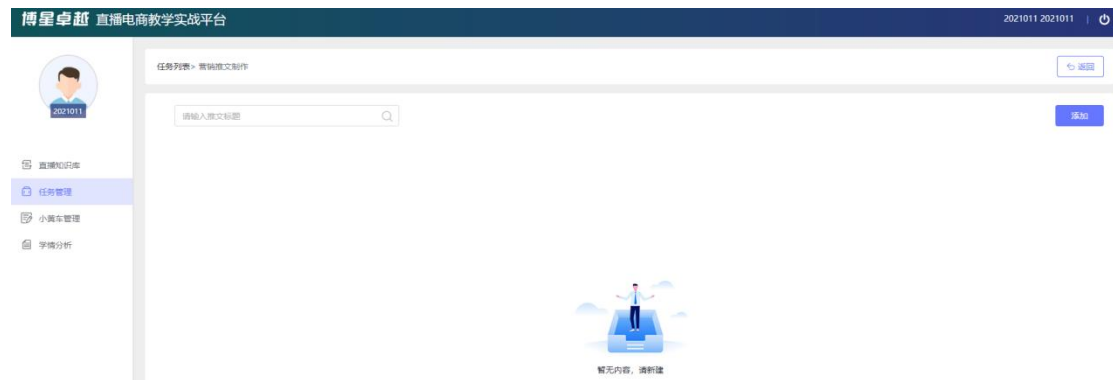 博星卓越 直播电商教学实战平台
2021011 2021011
2021011
任务列表> 营销推文制作
返回
请输入推文标题
添加
直播知识库
任务管理
小黄车管理
学情分析
暂无内容，请新建